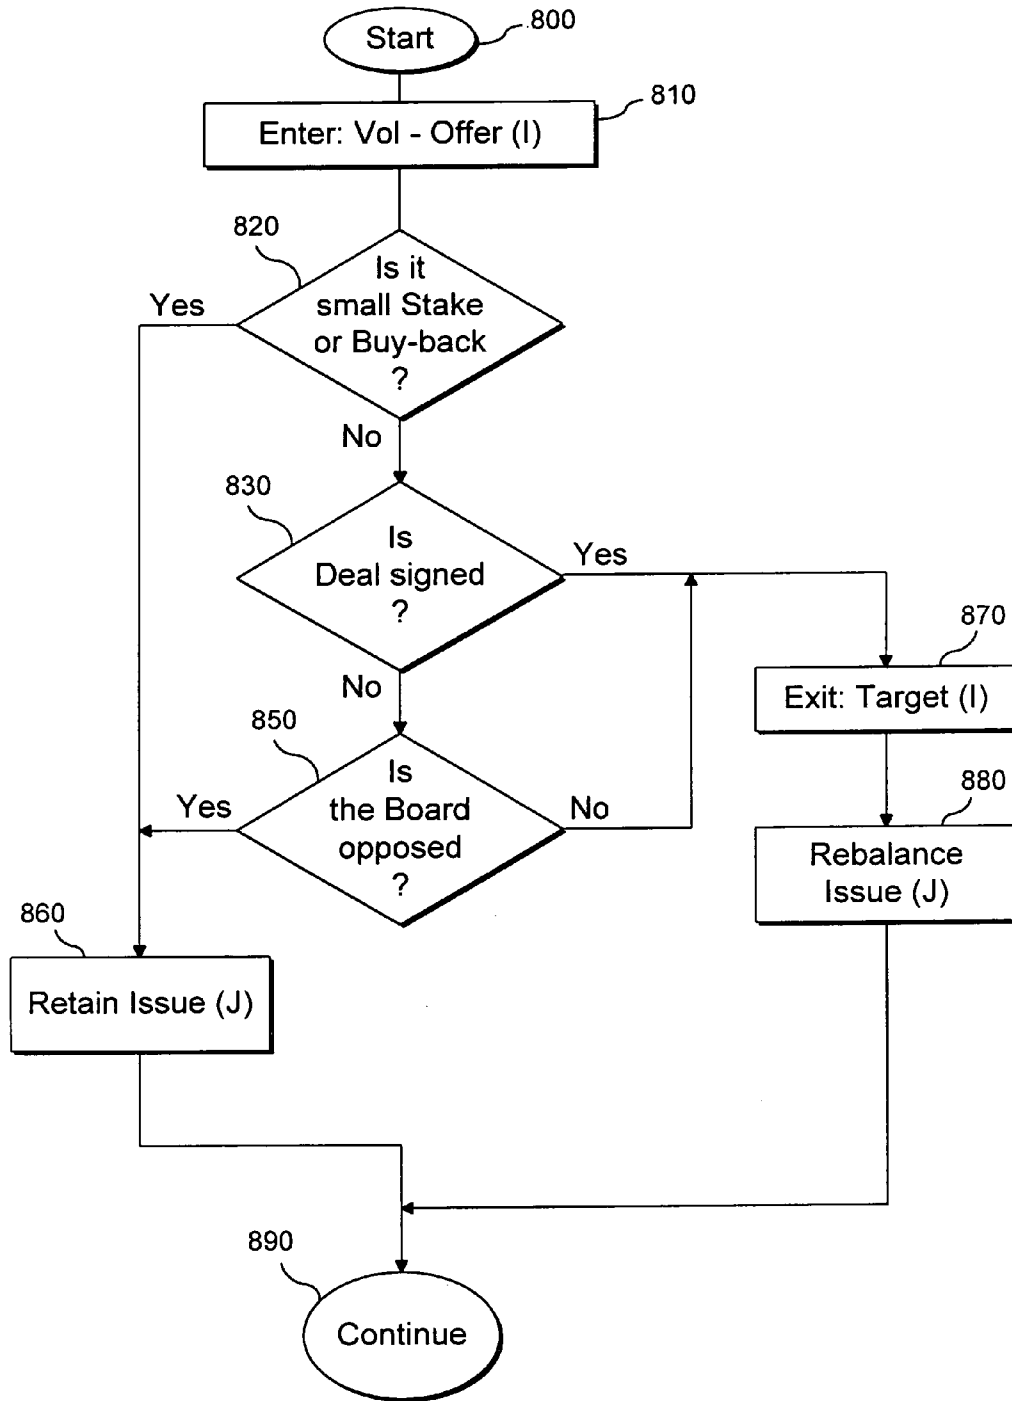 Start
800
810
Enter: Vol - Offer (I)
820
Is it
small Stake
or Buy-back
?
Yes
No
830
Is
Deal signed
?
Yes
No
870
Exit: Target (I)
850
Is
the Board
opposed
?
Yes
No
880
Rebalance
Issue (J)
860
Retain Issue (J)
890
Continue